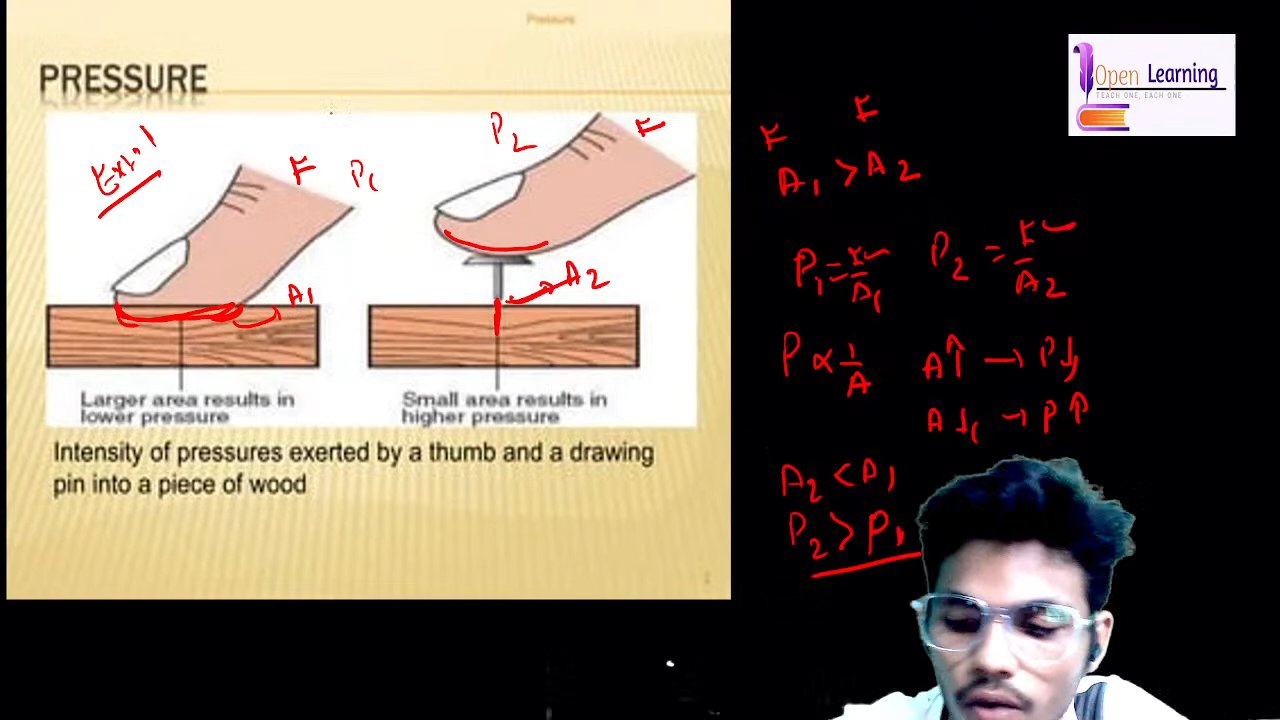 Pressure
PRESSURE
Ex:-1
F
P1
P2
F
A1
A2
Larger area results in
lower pressure
Small area results in
higher pressure
Intensity of pressures exerted by a thumb and a drawing
pin into a piece of wood
2
Open Learning
TEACH ONE, EACH ONE
F F
A1 > A2
P1 = F/A1 P2 = F/A2
P ∝ 1/A A↑ → P↓
A↓ → P↑
A2 < A1
P2 > P1